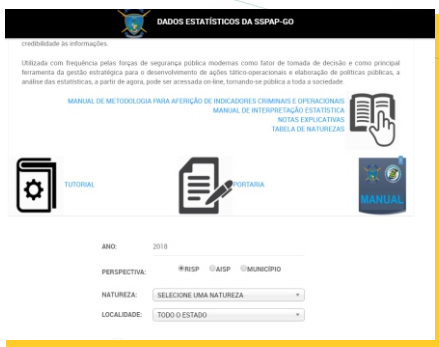 DADOS ESTATÍSTICOS DA SSPAP-GO
credibilidade às informações.
Utilizada com frequência pelas forças de segurança pública modernas como fator de tomada de decisão e como principal
ferramenta da gestão estratégica para o desenvolvimento de ações tático-operacionais e elaboração de políticas públicas, a
análise das estatísticas, a partir de agora, pode ser acessada on-line, tornando-se pública a toda a sociedade
MANUAL DE METODOLOGIA PARA AFERIÇÃO DE INDICADORES CRIMINAIS E OPERACIONAIS
MANUAL DE INTERPRETAÇÃO ESTATÍSTICA
NOTAS EXPLICATIVAS
TABELA DE NATUREZAS
TUTORIAL
PORTARIA
MANUAL
ANO: 2018
PERSPECTIVA: RISP AISP MUNICÍPIO
NATUREZA: SELECIONE UMA NATUREZA
LOCALIDADE: TODO O ESTADO